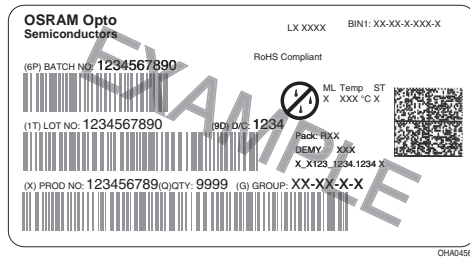 OSRAM Opto
Semiconductors
LX XXXX
BIN1: XX-XX-X-XXX-X
RoHS Compliant
(6P) BATCH NO: 1234567890
ML Temp ST
X XXX °C X
(1T) LOT NO: 1234567890 (9D) D/C: 1234
Pack: RXX
DEMY XXX
X_X123_1234.1234 X
(X) PROD NO: 123456789(Q)QTY: 9999 (G) GROUP: XX-XX-X-X
EXAMPLE
OHA0456